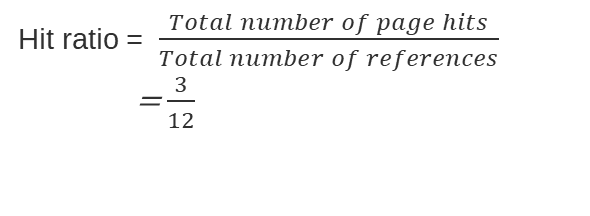 Hit ratio = Total number of page hits / Total number of references
= 3 / 12